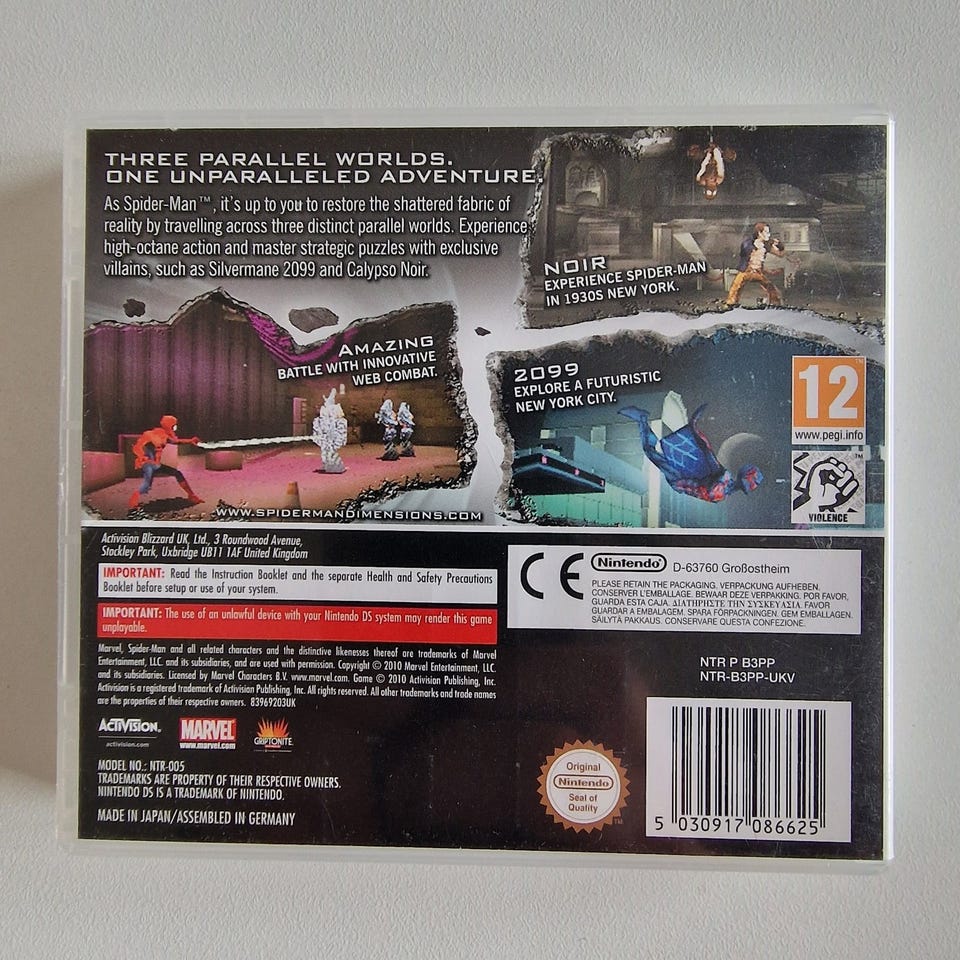 THREE PARALLEL WORLDS.
ONE UNPARALLELED ADVENTURE.
As Spider-Man™, it's up to you to restore the shattered fabric of
reality by travelling across three distinct parallel worlds. Experience
high-octane action and master strategic puzzles with exclusive
villains, such as Silvermane 2099 and Calypso Noir.
NOIR
EXPERIENCE SPIDER-MAN
IN 1930S NEW YORK.
AMAZING
BATTLE WITH INNOVATIVE
WEB COMBAT.
2099
EXPLORE A FUTURISTIC
NEW YORK CITY.
12
www.pegi.info
VIOLENCE
WWW.SPIDERMANDIMENSIONS.COM
Activision Blizzard UK, Ltd., 3 Roundwood Avenue,
Stockley Park, Uxbridge UB11 1AF United Kingdom
IMPORTANT: Read the Instruction Booklet and the separate Health and Safety Precautions
Booklet before setup or use of your system.
IMPORTANT: The use of an unlawful device with your Nintendo DS system may render this game
unplayable.
Marvel, Spider-Man and all related characters and the distinctive likenesses thereof are trademarks of Marvel
Entertainment, LLC. and its subsidiaries, and are used with permission. Copyright © 2010 Marvel Entertainment, LLC.
and its subsidiaries. Licensed by Marvel Characters B.V. www.marvel.com. Game © 2010 Activision Publishing, Inc.
Activision is a registered trademark of Activision Publishing, Inc. All rights reserved. All other trademarks and trade names
are the properties of their respective owners. 83969203UK
ACTIVISION.
activision.com
MARVEL
www.marvel.com
GRIPTONITE
MODEL NO.: NTR-005
TRADEMARKS ARE PROPERTY OF THEIR RESPECTIVE OWNERS.
NINTENDO DS IS A TRADEMARK OF NINTENDO.
MADE IN JAPAN/ASSEMBLED IN GERMANY
CE Nintendo® D-63760 Großostheim
PLEASE RETAIN THE PACKAGING. VERPACKUNG AUFHEBEN.
CONSERVER L'EMBALLAGE. BEWAAR DEZE VERPAKKING. POR FAVOR,
GUARDA ESTA CAJA. ΔΙΑΤΗΡΗΣΤΕ ΤΗΝ ΣΥΣΚΕΥΑΣΙΑ. FAVOR
GUARDAR A EMBALAGEM. SPARA FÖRPACKNINGEN. GEM EMBALLAGEN.
SÄILYTÄ PAKKAUS. CONSERVARE QUESTA CONFEZIONE.
NTR P B3PP
NTR-B3PP-UKV
Original
Nintendo
Seal of
Quality
5 030917 086625